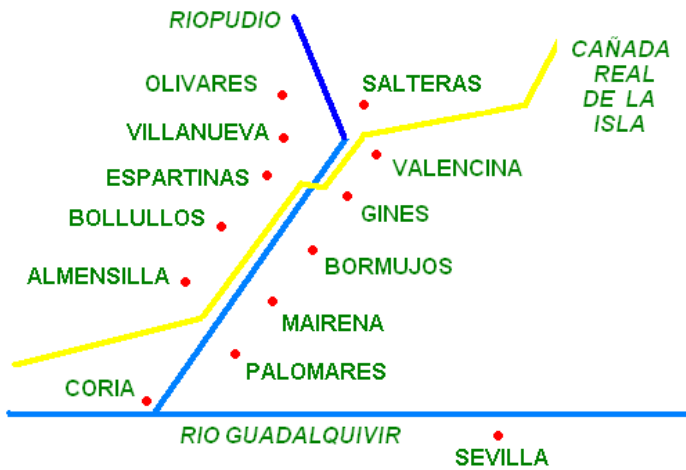 RIOPUDIO
CAÑADA
REAL
DE LA
ISLA
OLIVARES
SALTERAS
VILLANUEVA
VALENCINA
ESPARTINAS
GINES
BOLLULLOS
BORMUJOS
ALMENSILLA
MAIRENA
PALOMARES
CORIA
RIO GUADALQUIVIR
SEVILLA